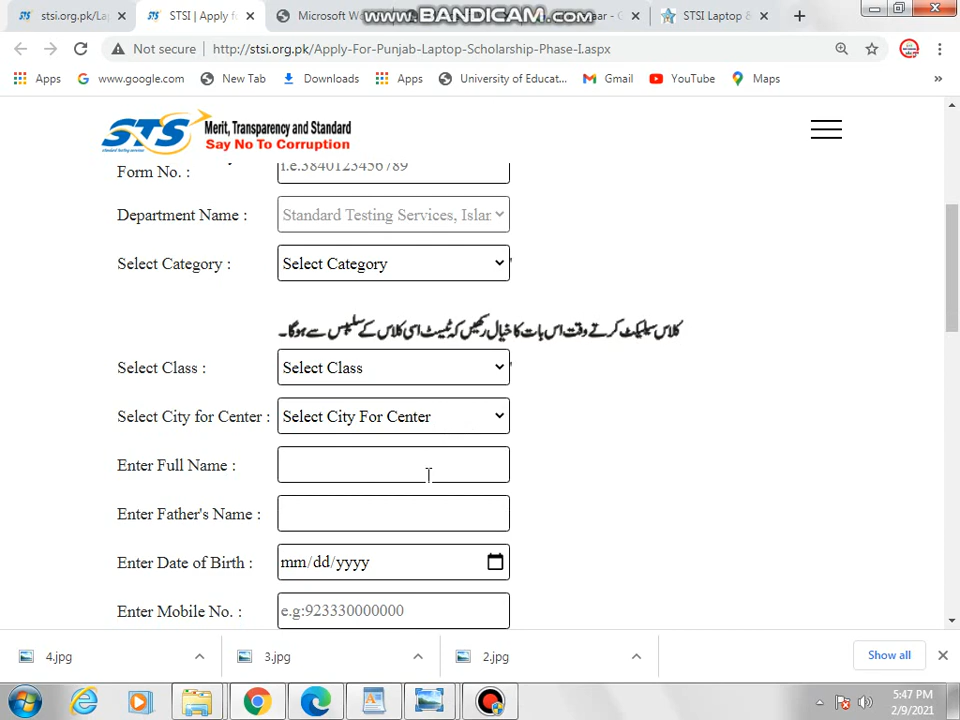 stsi.org.pk/La
STSI | Apply f
Microsoft W
WWW.BANDICAM.COM
STSI Laptop &
Not secure
http://stsi.org.pk/Apply-For-Punjab-Laptop-Scholarship-Phase-I.aspx
Apps
www.google.com
New Tab
Downloads
Apps
University of Educat...
Gmail
YouTube
Maps
»
STS
Merit, Transparency and Standard
Say No To Corruption
Form No. :
i.e.3840123456789
Department Name :
Standard Testing Services, Islar
Select Category :
Select Category
کلاس سیلیکٹ کرتے وقت اس بات کا خیال رکھیں کہ ٹیسٹ اسی کلاس کے سلیبس سے ہوگا۔
Select Class :
Select Class
Select City for Center :
Select City For Center
Enter Full Name :
Enter Father's Name :
Enter Date of Birth :
mm/dd/yyyy
Enter Mobile No. :
e.g:923330000000
4.jpg
3.jpg
2.jpg
Show all
5:47 PM
2/9/2021